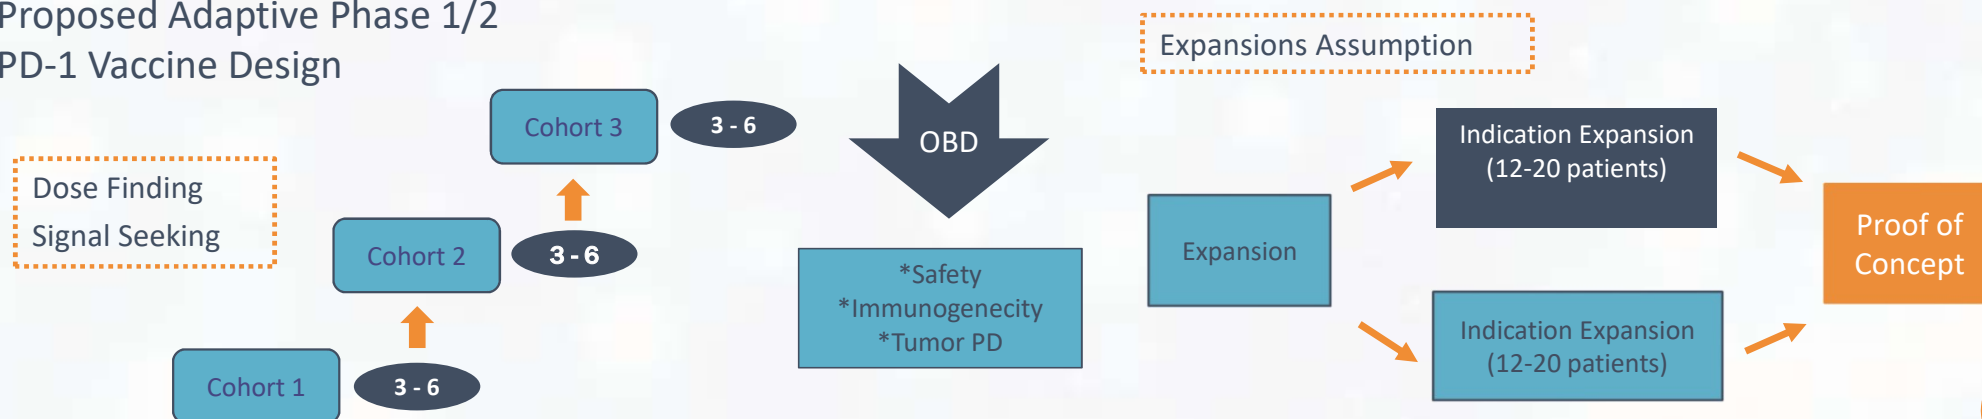 Proposed Adaptive Phase 1/2
PD-1 Vaccine Design
Dose Finding
Signal Seeking
Cohort 1
3 - 6
Cohort 2
3 - 6
Cohort 3
3 - 6
OBD
*Safety
*Immunogenecity
*Tumor PD
Expansions Assumption
Expansion
Indication Expansion
(12-20 patients)
Indication Expansion
(12-20 patients)
Proof of
Concept